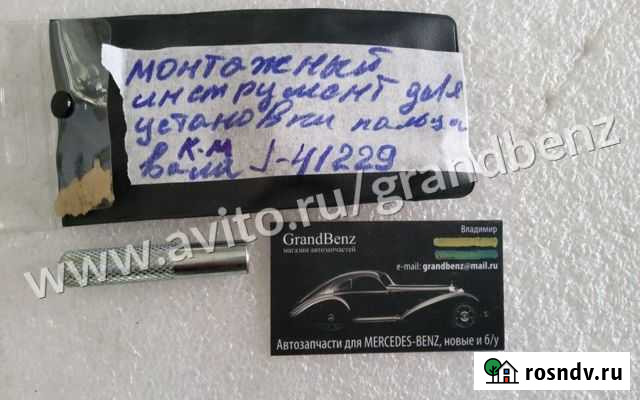 монтажный
инструмент для
установки пальца
к-м
вала J-41229
www.avito.ru/grandbenz
GrandBenz
магазин автозапчастей
Владимир
e-mail: grandbenz@mail.ru
Автозапчасти для MERCEDES-BENZ, новые и б/у
rosndv.ru